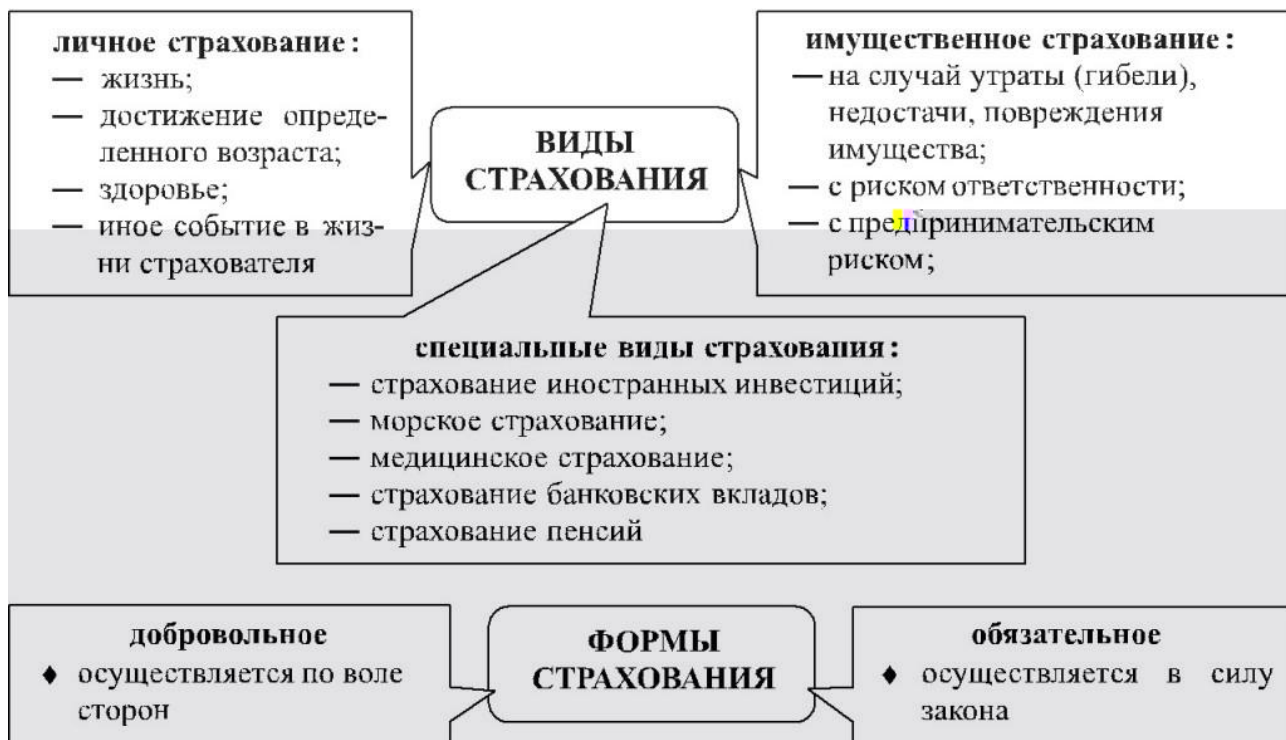 личное страхование:
— жизнь;
— достижение опреде-
ленного возраста;
— здоровье;
— иное событие в жиз-
ни страхователя
ВИДЫ
СТРАХОВАНИЯ
имущественное страхование:
— на случай утраты (гибели),
недостачи, повреждения
имущества;
— с риском ответственности;
— с предпринимательским
риском;
специальные виды страхования:
— страхование иностранных инвестиций;
— морское страхование;
— медицинское страхование;
— страхование банковских вкладов;
— страхование пенсий
добровольное
♦ осуществляется по воле
сторон
ФОРМЫ
СТРАХОВАНИЯ
обязательное
♦ осуществляется в силу
закона